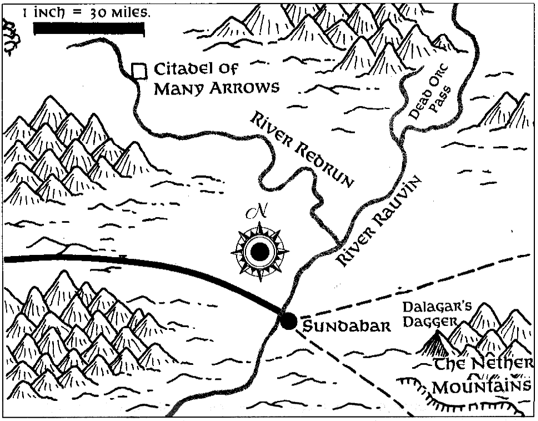 1 inch = 30 miles.
Citadel of
Many Arrows
Dead Orc
Pass
River Redrun
River Rauvin
N
Sundabar
Dalagar's
Dagger
The Nether
Mountains